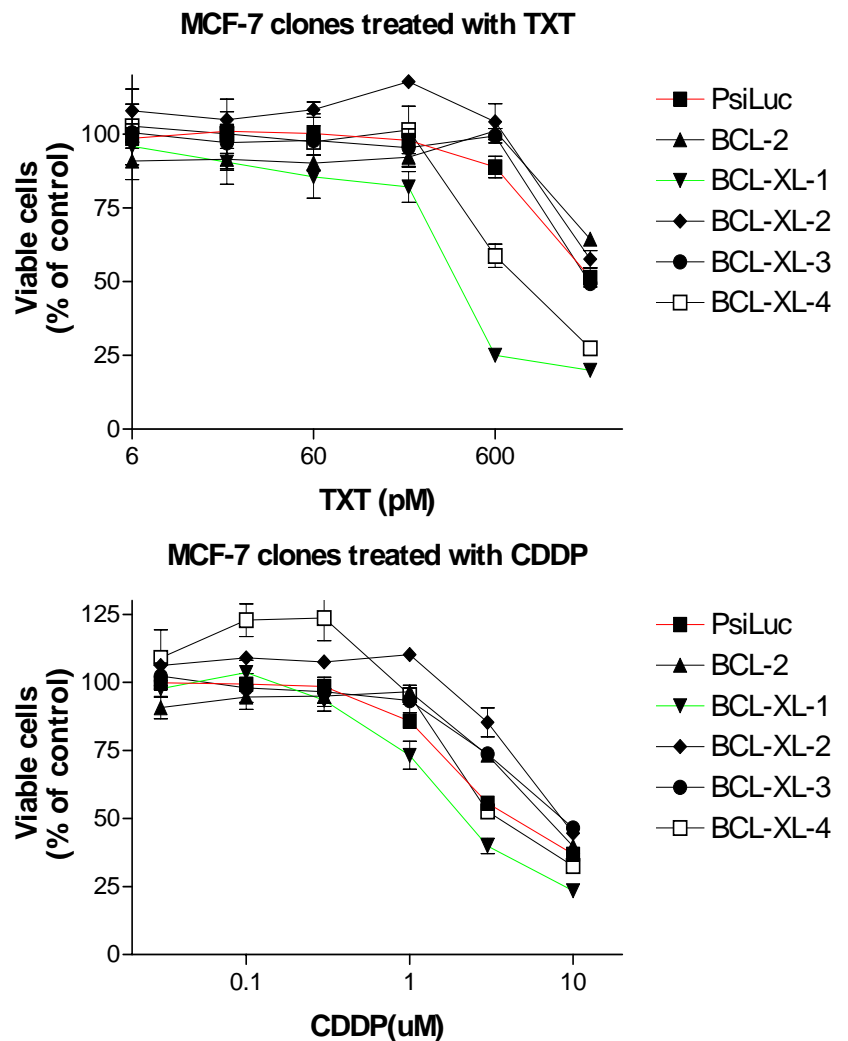 MCF-7 clones treated with TXT
100
75
50
25
0
Viable cells
(% of control)
6
60
600
TXT (pM)
PsiLuc
BCL-2
BCL-XL-1
BCL-XL-2
BCL-XL-3
BCL-XL-4
MCF-7 clones treated with CDDP
125
100
75
50
25
0
Viable cells
(% of control)
0.1
1
10
CDDP(uM)
PsiLuc
BCL-2
BCL-XL-1
BCL-XL-2
BCL-XL-3
BCL-XL-4